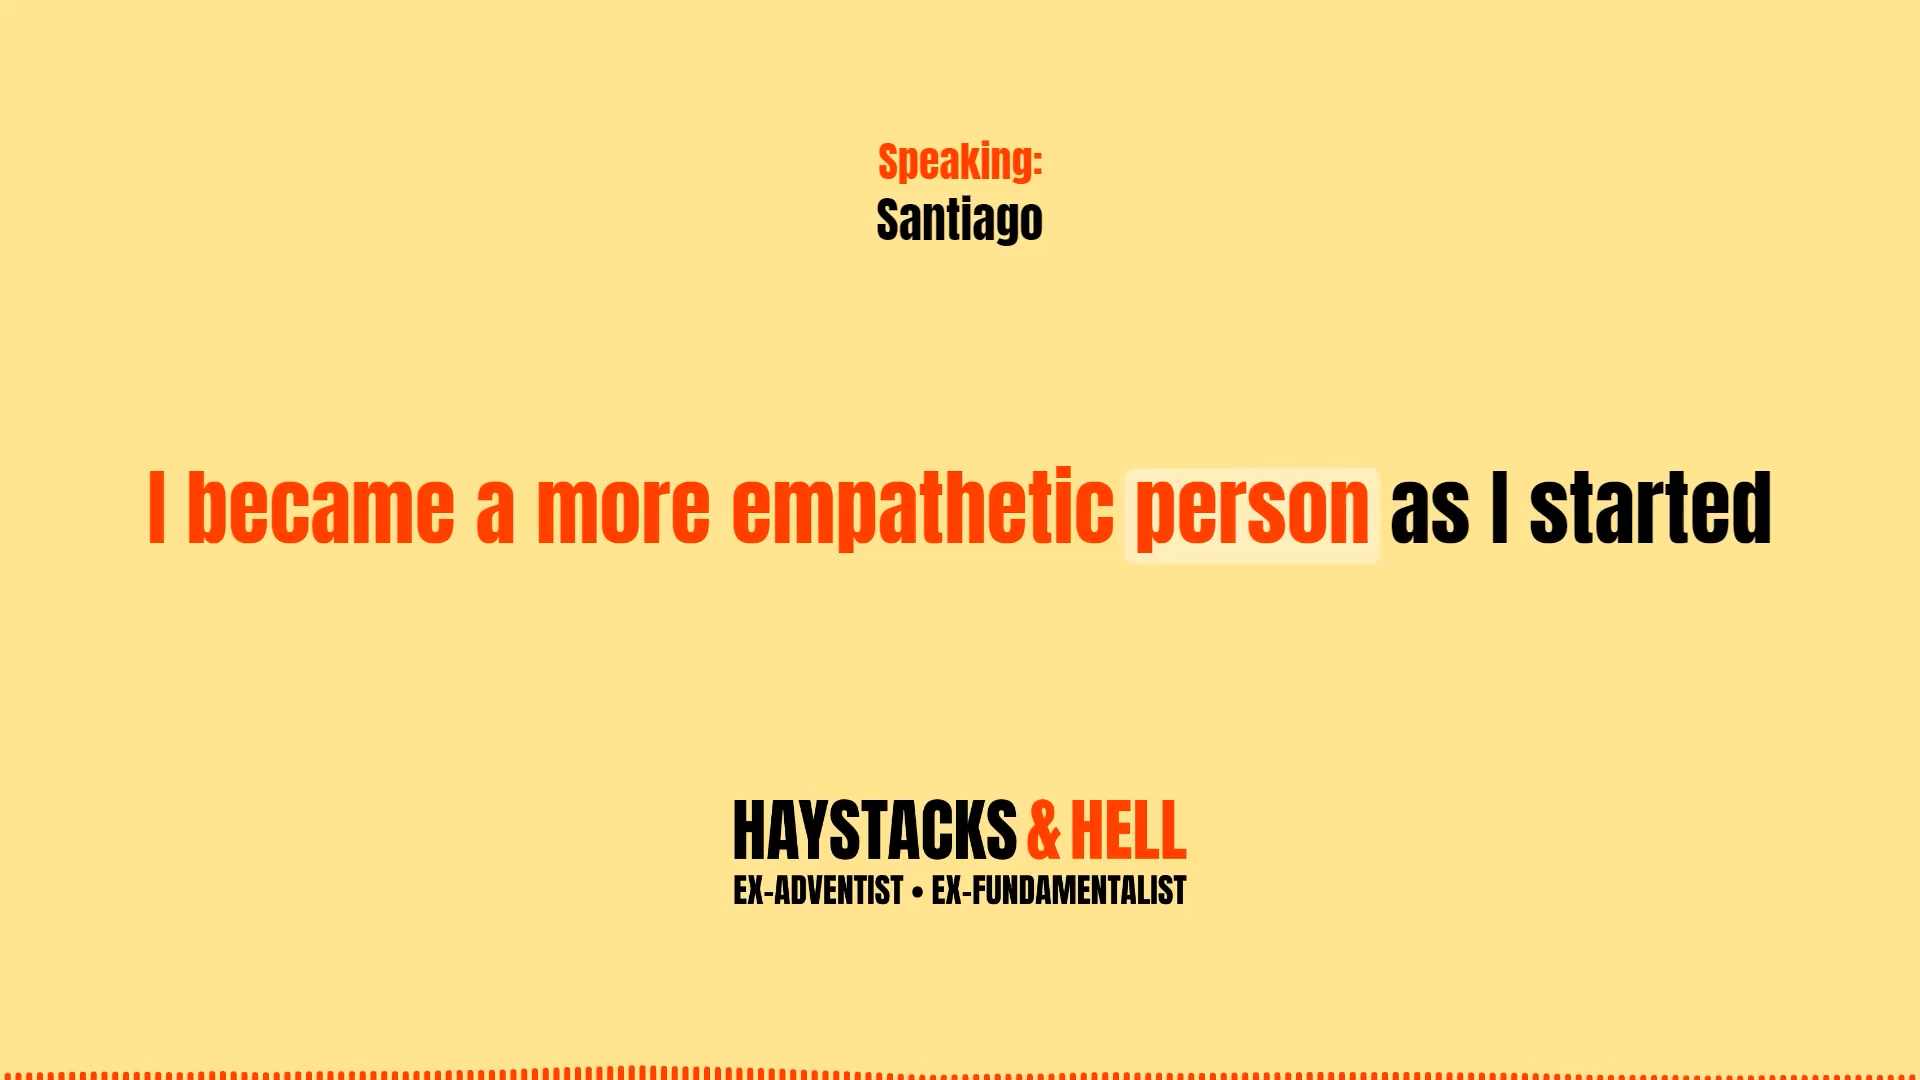 Speaking:
Santiago
I became a more empathetic person as I started
HAYSTACKS & HELL
EX-ADVENTIST • EX-FUNDAMENTALIST